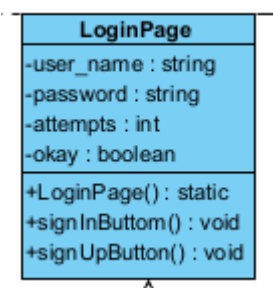 LoginPage
-user_name : string
-password : string
-attempts : int
-okay : boolean
+LoginPage() : static
+signInButtom() : void
+signUpButton() : void